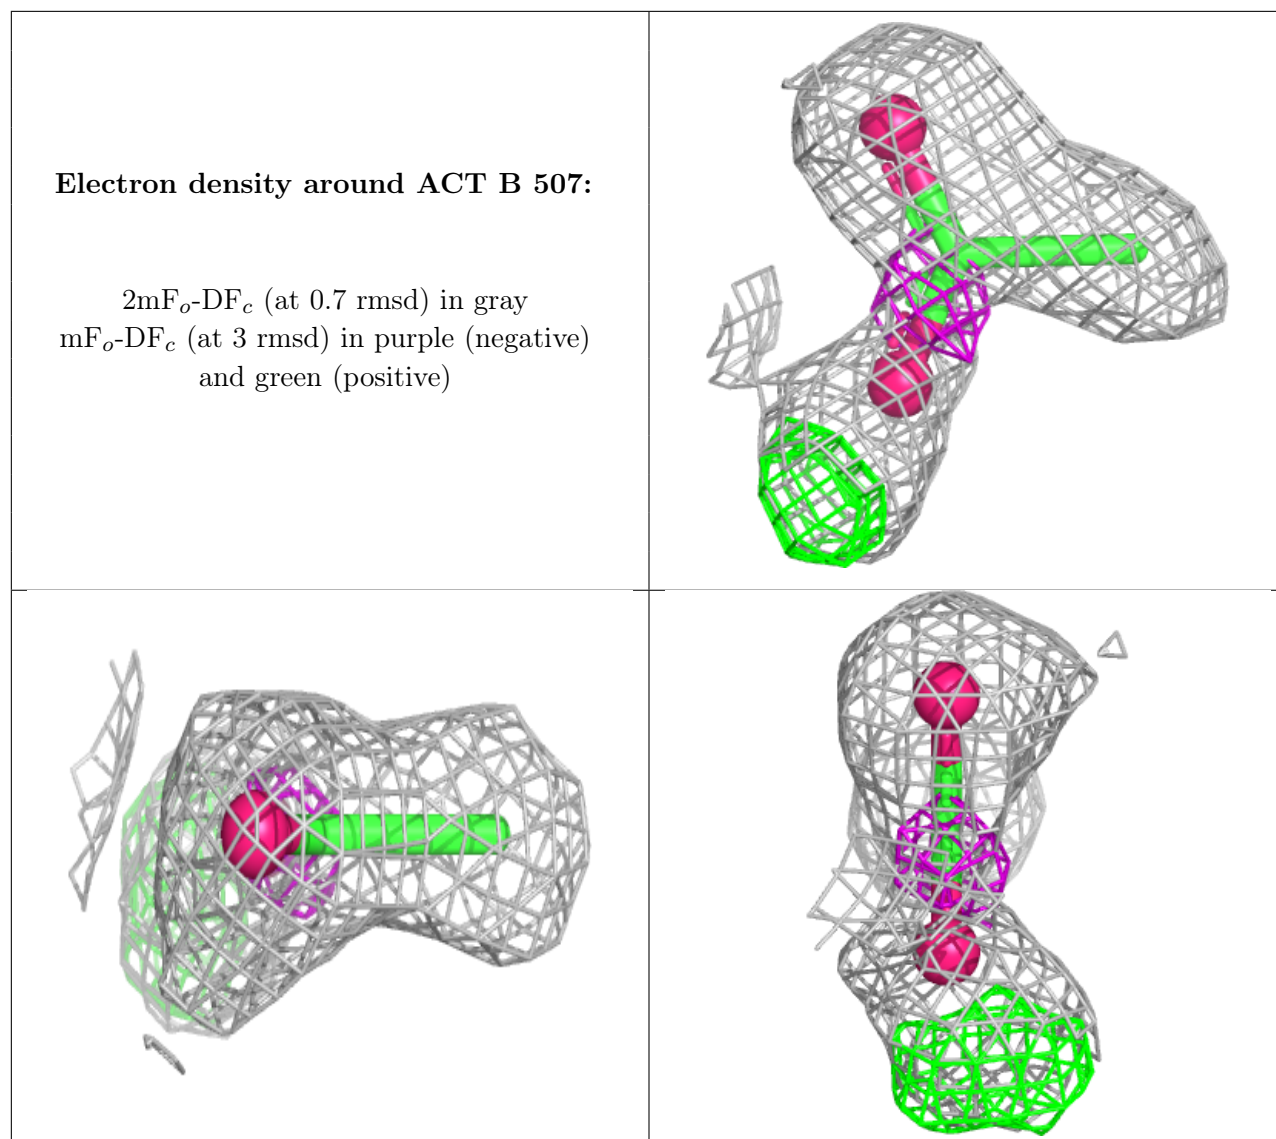 Electron density around ACT B 507:
2mFₒ-DF𝒸 (at 0.7 rmsd) in gray
mFₒ-DF𝒸 (at 3 rmsd) in purple (negative)
and green (positive)